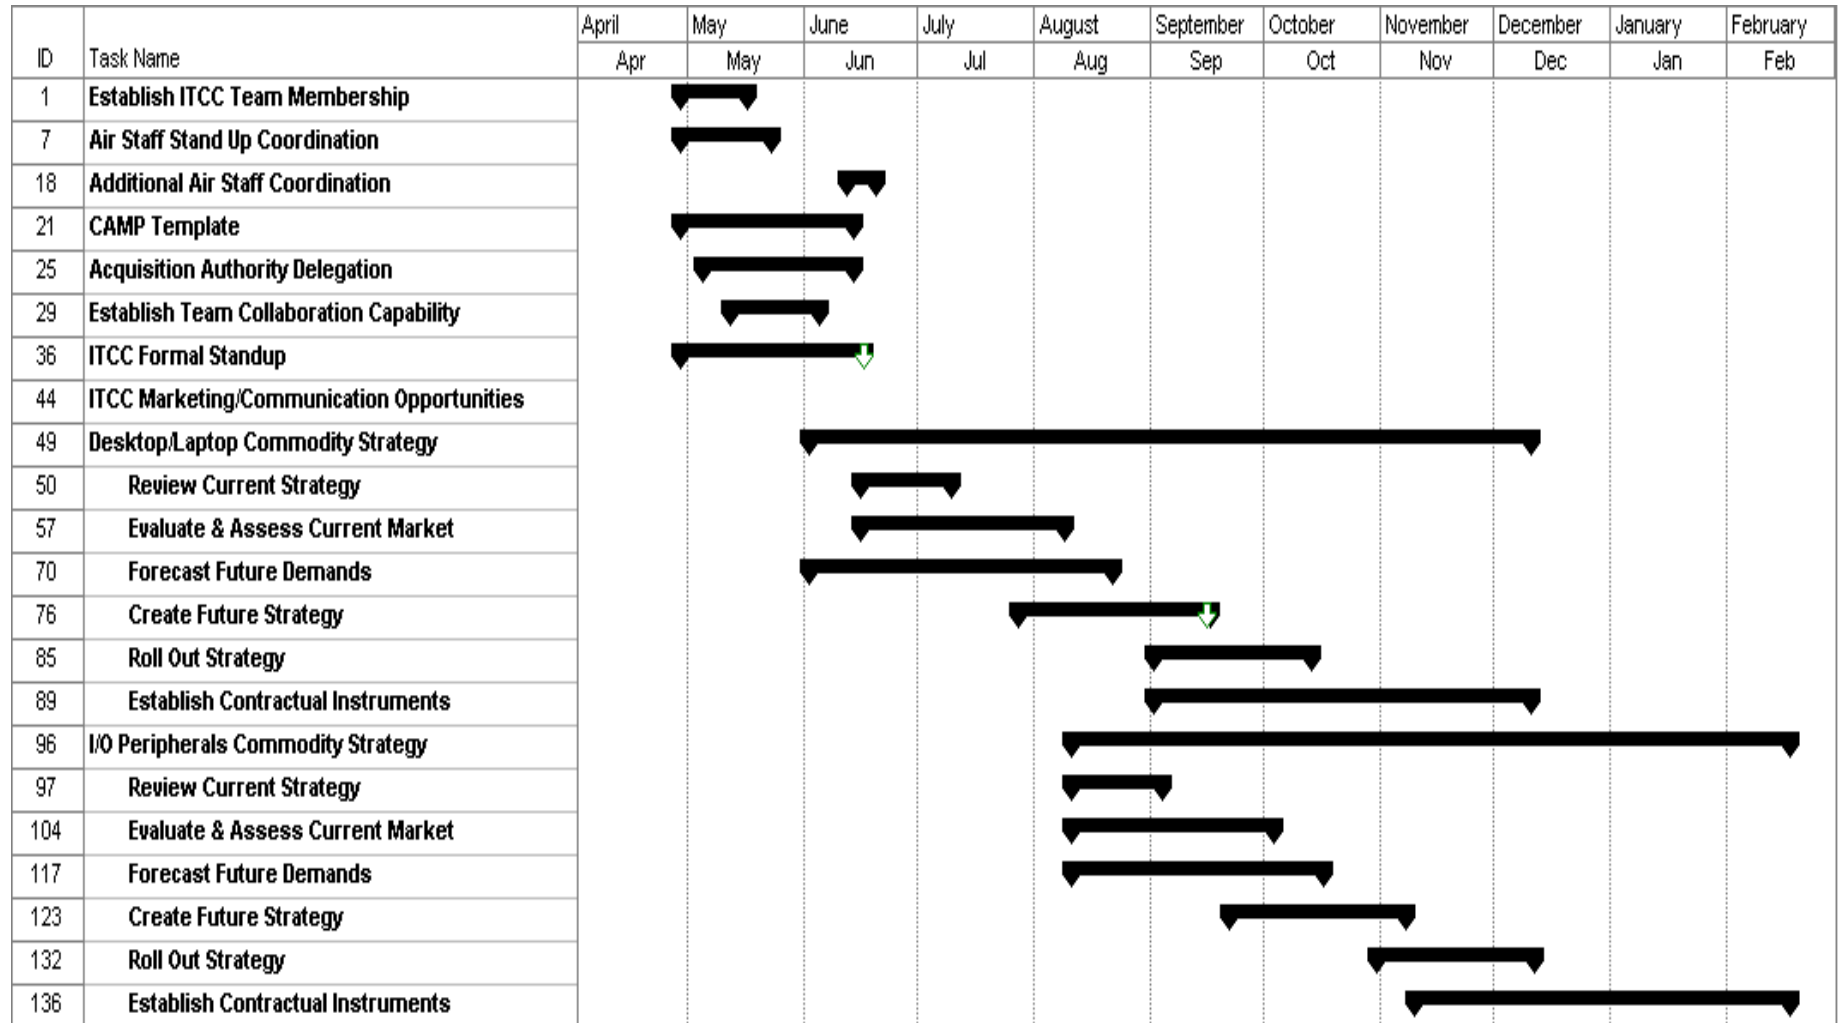 April May June July August September October November December January February
ID Task Name Apr May Jun Jul Aug Sep Oct Nov Dec Jan Feb
1 Establish ITCC Team Membership
7 Air Staff Stand Up Coordination
18 Additional Air Staff Coordination
21 CAMP Template
25 Acquisition Authority Delegation
29 Establish Team Collaboration Capability
36 ITCC Formal Standup
44 ITCC Marketing/Communication Opportunities
49 Desktop/Laptop Commodity Strategy
50 Review Current Strategy
57 Evaluate & Assess Current Market
70 Forecast Future Demands
76 Create Future Strategy
85 Roll Out Strategy
89 Establish Contractual Instruments
96 I/O Peripherals Commodity Strategy
97 Review Current Strategy
104 Evaluate & Assess Current Market
117 Forecast Future Demands
123 Create Future Strategy
132 Roll Out Strategy
136 Establish Contractual Instruments